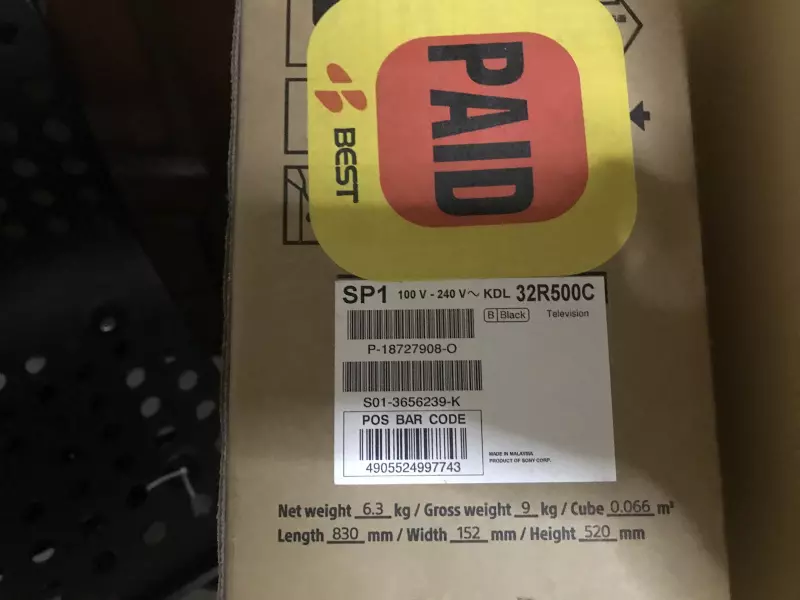 PAID
BEST
SP1 100 V - 240 V~ KDL 32R500C
B Black Television
P-18727908-O
S01-3656239-K
POS BAR CODE
4905524997743
MADE IN MALAYSIA
PRODUCT OF SONY CORP.
Net weight 6.3 kg / Gross weight 9 kg / Cube 0.066 m³
Length 830 mm / Width 152 mm / Height 520 mm